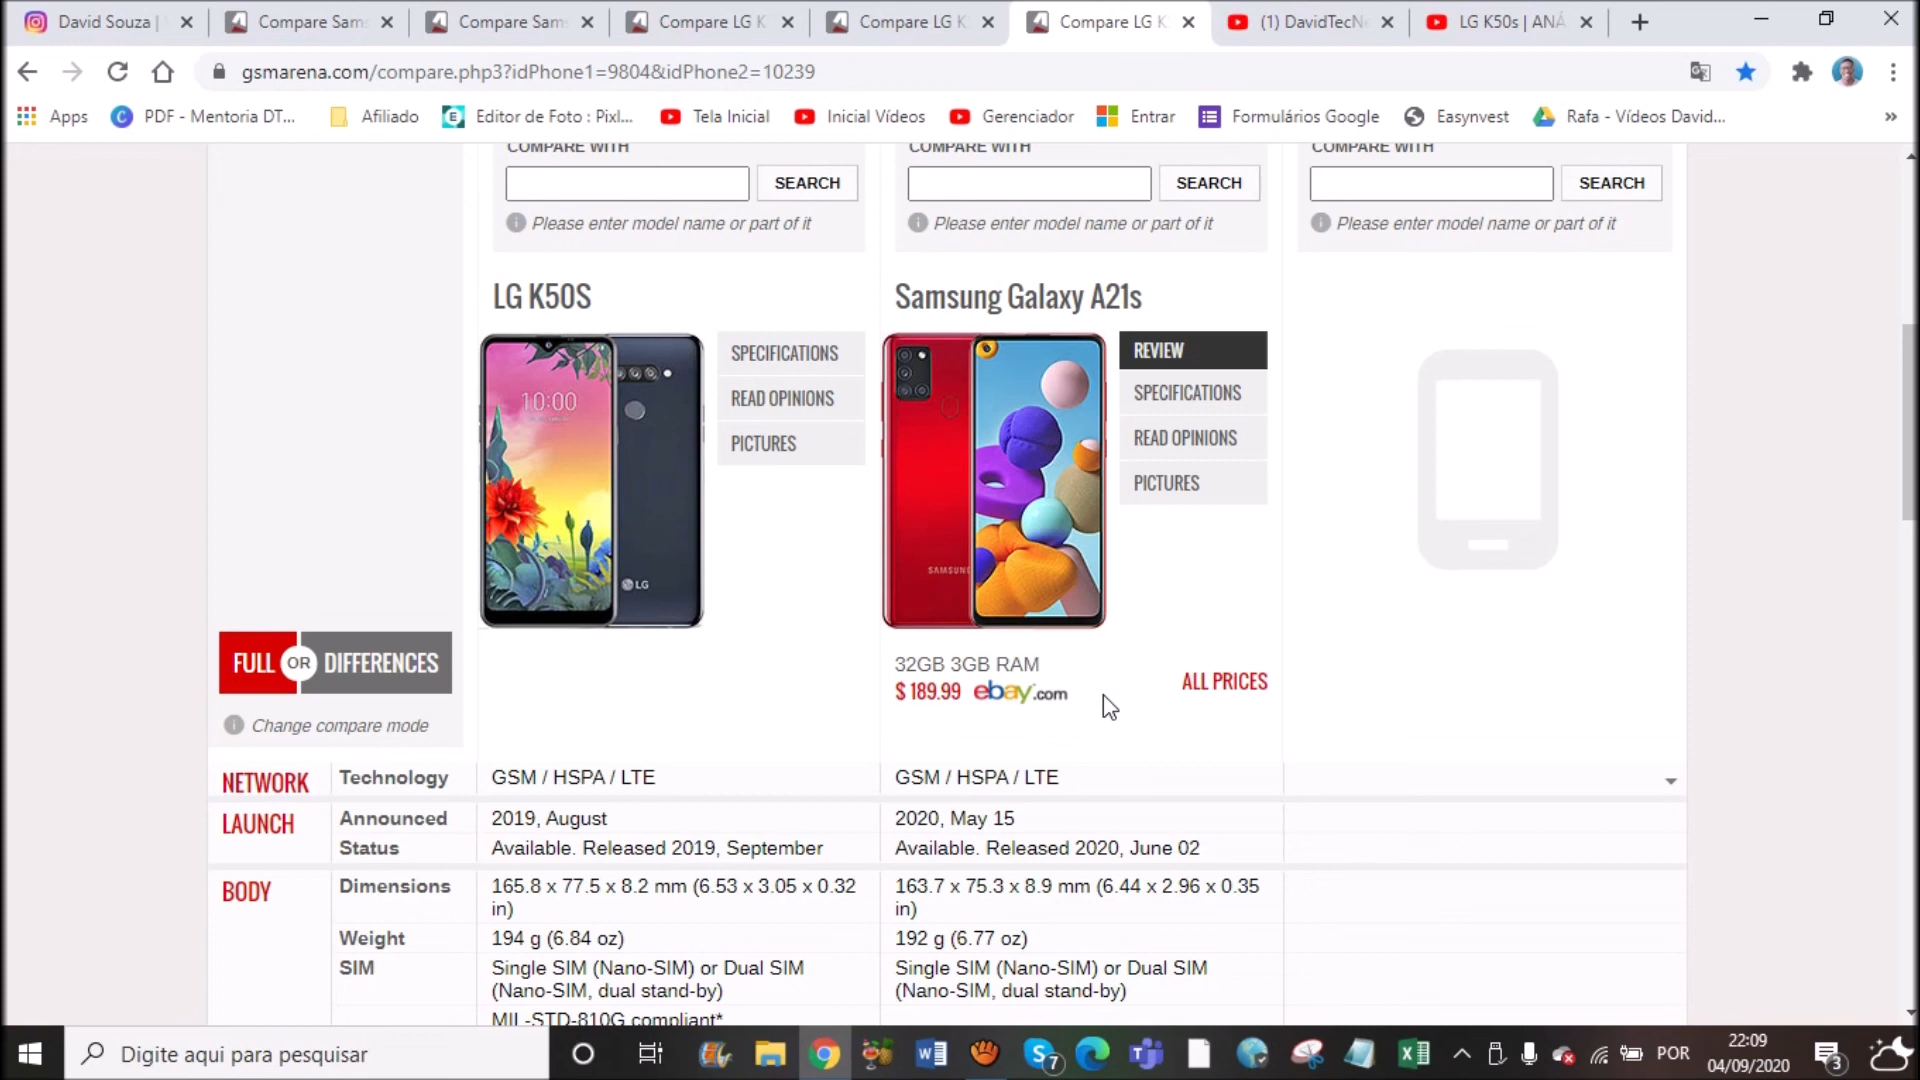 David Souza |
Compare Sams
Compare Sam
Compare LG K
Compare LG K
Compare LG K
(1) DavidTecN
LG K50s | ANÁ
gsmarena.com/compare.php3?idPhone1=9804&idPhone2=10239
Apps
PDF - Mentoria DT...
Afiliado
Editor de Foto : Pixl...
Tela Inicial
Inicial Vídeos
Gerenciador
Entrar
Formulários Google
Easynvest
Rafa - Vídeos David...
»
COMPARE WITH
COMPARE WITH
COMPARE WITH
SEARCH
SEARCH
SEARCH
Please enter model name or part of it
Please enter model name or part of it
Please enter model name or part of it
LG K50S
Samsung Galaxy A21s
SPECIFICATIONS
READ OPINIONS
PICTURES
REVIEW
SPECIFICATIONS
READ OPINIONS
PICTURES
10:00
LG
SAMSUNG
FULL OR DIFFERENCES
Change compare mode
32GB 3GB RAM
$ 189.99 ebay.com
ALL PRICES
NETWORK Technology GSM / HSPA / LTE GSM / HSPA / LTE
LAUNCH Announced 2019, August 2020, May 15
Status Available. Released 2019, September Available. Released 2020, June 02
BODY Dimensions 165.8 x 77.5 x 8.2 mm (6.53 x 3.05 x 0.32 163.7 x 75.3 x 8.9 mm (6.44 x 2.96 x 0.35
in) in)
Weight 194 g (6.84 oz) 192 g (6.77 oz)
SIM Single SIM (Nano-SIM) or Dual SIM Single SIM (Nano-SIM) or Dual SIM
(Nano-SIM, dual stand-by) (Nano-SIM, dual stand-by)
MIL-STD-810G compliant*
Digite aqui para pesquisar
7
POR
22:09
04/09/2020
3